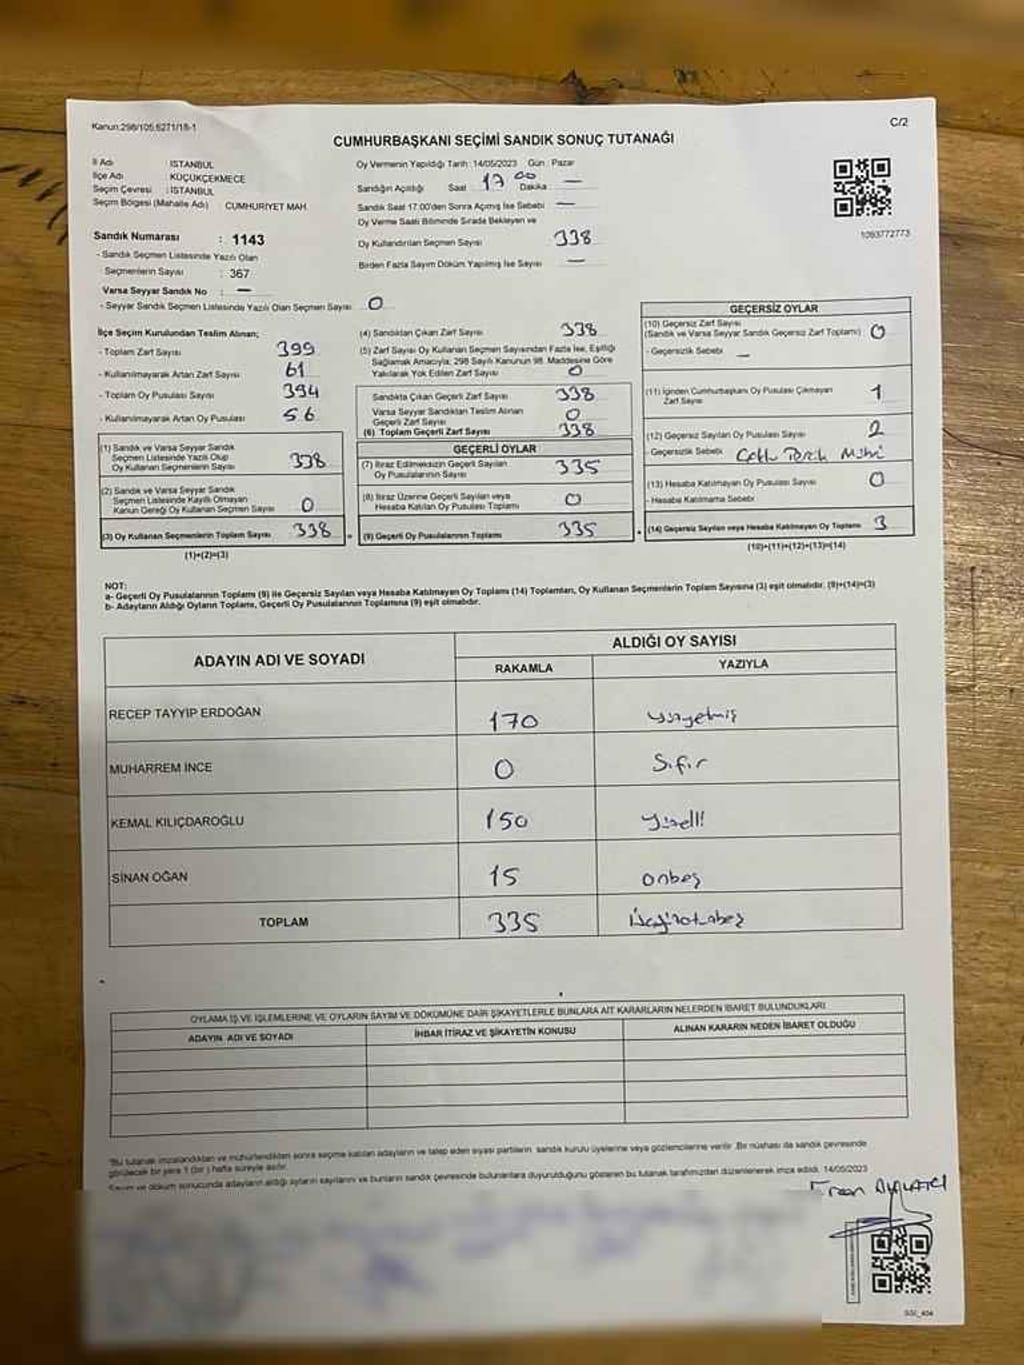 Kanun:298/105,6271/18-1
C/2
CUMHURBAŞKANI SEÇİMİ SANDIK SONUÇ TUTANAĞI
İl Adı : İSTANBUL
İlçe Adı : KÜÇÜKÇEKMECE
Seçim Çevresi : İSTANBUL
Seçim Bölgesi (Mahalle Adı) CUMHURİYET MAH.
Sandık Numarası : 1143
- Sandık Seçmen Listesinde Yazılı Olan
Seçmenlerin Sayısı : 367
Varsa Seyyar Sandık No : —
- Seyyar Sandık Seçmen Listesinde Yazılı Olan Seçmen Sayısı : 0
Oy Vermenin Yapıldığı Tarih : 14/05/2023 Gün : Pazar
Sandığın Açıldığı Saat 17 00 Dakika —
Sandık Saat 17:00'den Sonra Açılmış İse Sebebi —
Oy Verme Saati Bitiminde Sırada Bekleyen ve
Oy Kullandırılan Seçmen Sayısı 338
Birden Fazla Sayım Döküm Yapılmış İse Sayısı —
1093772773
İlçe Seçim Kurulundan Teslim Alınan;
- Toplam Zarf Sayısı 399
- Kullanılmayarak Artan Zarf Sayısı 61
- Toplam Oy Pusulası Sayısı 394
- Kullanılmayarak Artan Oy Pusulası 56
(1) Sandık ve Varsa Seyyar Sandık
Seçmen Listesinde Yazılı Olup
Oy Kullanan Seçmenlerin Sayısı 338
(2) Sandık ve Varsa Seyyar Sandık
Seçmen Listesinde Kayıtlı Olmayan
Kanun Gereği Oy Kullanan Seçmen Sayısı 0
(3) Oy Kullanan Seçmenlerin Toplam Sayısı 338
(1)+(2)=(3)
(4) Sandıktan Çıkan Zarf Sayısı 338
(5) Zarf Sayısı Oy Kullanan Seçmen Sayısından Fazla İse, Eşitliği
Sağlamak Amacıyla; 298 Sayılı Kanunun 98. Maddesine Göre
Yakılarak Yok Edilen Zarf Sayısı 0
Sandıkta Çıkan Geçerli Zarf Sayısı 338
Varsa Seyyar Sandıktan Teslim Alınan
Geçerli Zarf Sayısı 0
(6) Toplam Geçerli Zarf Sayısı 338
GEÇERLİ OYLAR
(7) İtiraz Edilmeksizin Geçerli Sayılan
Oy Pusulasının Sayısı 335
(8) İtiraz Üzerine Geçerli Sayılan veya
Hesaba Katılan Oy Pusulası Toplamı 0
(9) Geçerli Oy Pusulalarının Toplamı 335
GEÇERSİZ OYLAR
(10) Geçersiz Zarf Sayısı
(Sandık ve Varsa Seyyar Sandık Geçersiz Zarf Toplamı) 0
- Geçersizlik Sebebi —
(11) İçinden Cumhurbaşkanı Oy Pusulası Çıkmayan
Zarf Sayısı 1
(12) Geçersiz Sayılan Oy Pusulası Sayısı 2
- Geçersizlik Sebebi
(13) Hesaba Katılmayan Oy Pusulası Sayısı 0
- Hesaba Katılmama Sebebi
(14) Geçersiz Sayılan veya Hesaba Katılmayan Oy Toplamı 3
(10)+(11)+(12)+(13)=(14)
NOT:
a- Geçerli Oy Pusulalarının Toplamı (9) ile Geçersiz Sayılan veya Hesaba Katılmayan Oy Toplamı (14) Toplamları, Oy Kullanan Seçmenlerin Toplam Sayısına (3) eşit olmalıdır. (9)+(14)=(3)
b- Adayların Aldığı Oyların Toplamı, Geçerli Oy Pusulalarının Toplamına (9) eşit olmalıdır.
ADAYIN ADI VE SOYADI
ALDIĞI OY SAYISI
RAKAMLA YAZIYLA
RECEP TAYYİP ERDOĞAN 170 yüzyetmiş
MUHARREM İNCE 0 Sıfır
KEMAL KILIÇDAROĞLU 150 yüzelli
SİNAN OĞAN 15 onbeş
TOPLAM 335 üçyüzotuzbeş
OYLAMA İŞ VE İŞLEMLERİNE VE OYLARIN SAYIM VE DÖKÜMÜNE DAİR ŞİKAYETLERLE BUNLARA AİT KARARLARIN NELERDEN İBARET BULUNDUKLARI
ADAYIN ADI VE SOYADI İHBAR İTİRAZ VE ŞİKAYETİN KONUSU ALINAN KARARIN NEDEN İBARET OLDUĞU
"Bu tutanak imzalandıktan ve mühürlendikten sonra seçime katılan adayların ve talep eden siyasi partilerin sandık kurulu üyelerine veya gözlemcilerine verilir. Bir nüshası da sandık çevresinde
görülecek bir yere 1 (bir) hafta süreyle asılır.
Sayım ve döküm sonucunda adayların aldığı oyların sayılarını ve bunların sandık çevresinde bulunanlara duyurulduğunu gösteren bu tutanak tarafımızdan düzenlenerek imza edildi. 14/05/2023